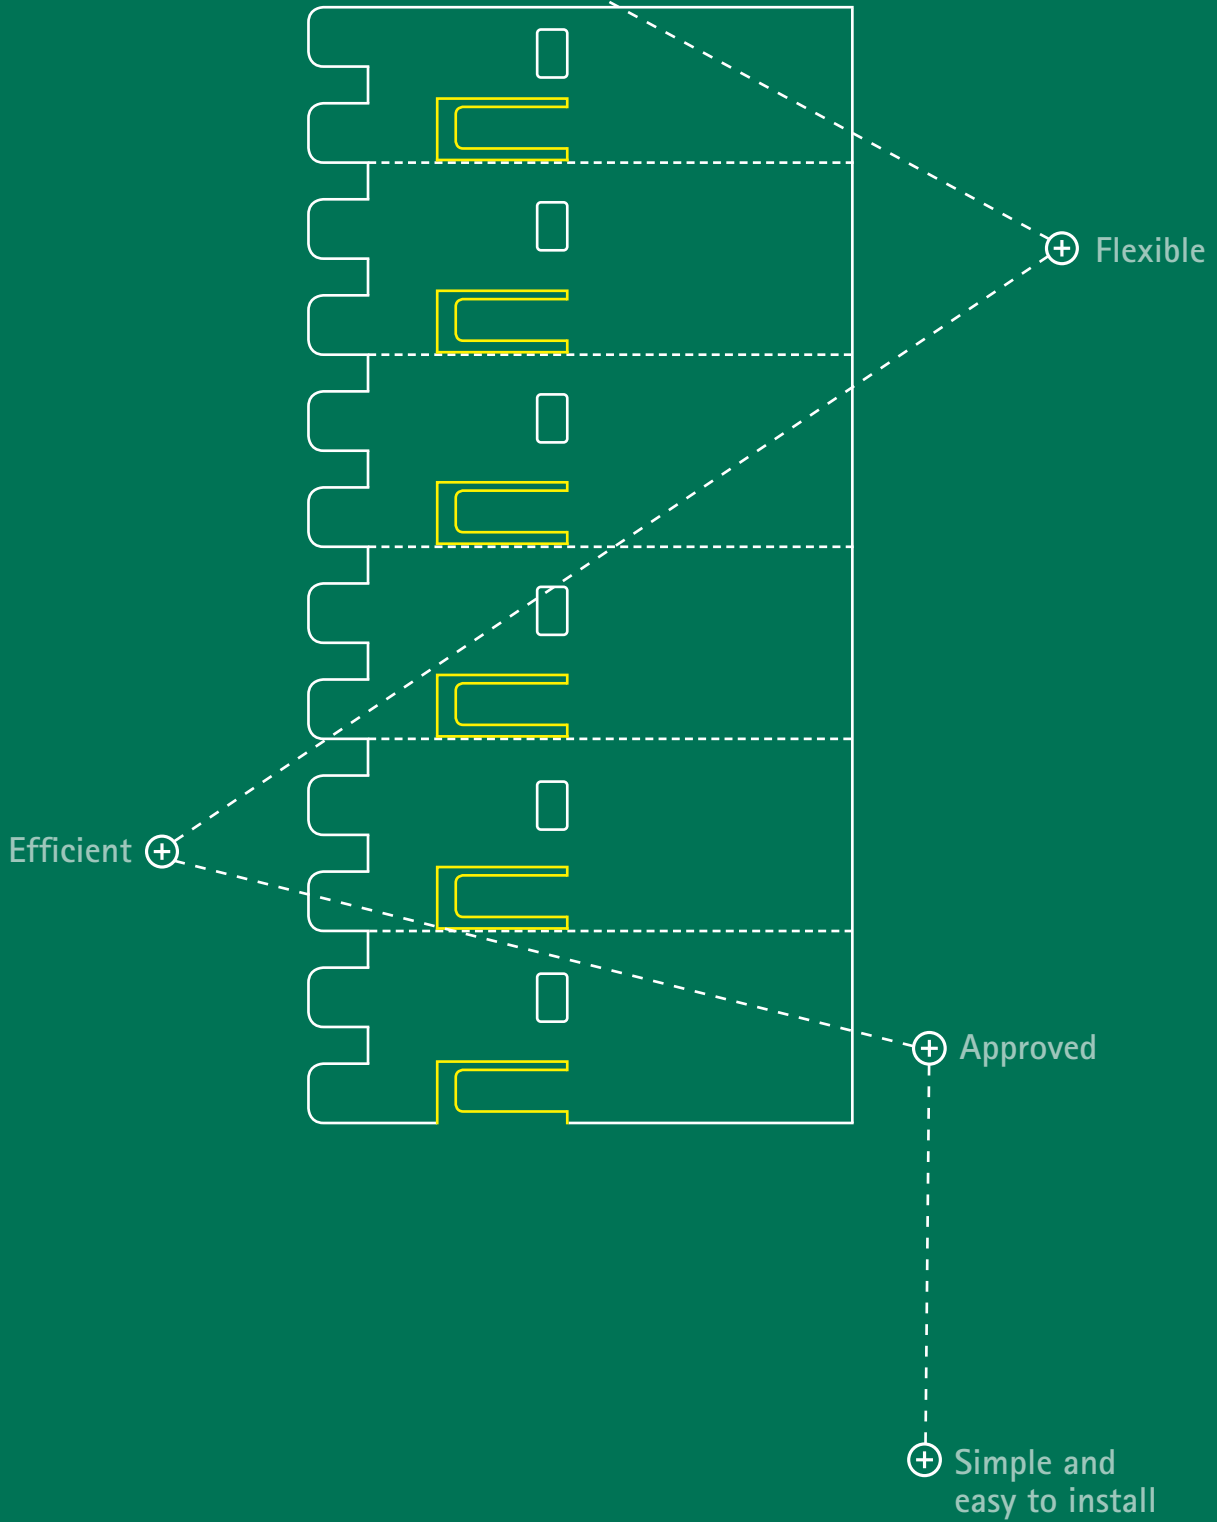 Flexible
Efficient
Approved
Simple and
easy to install